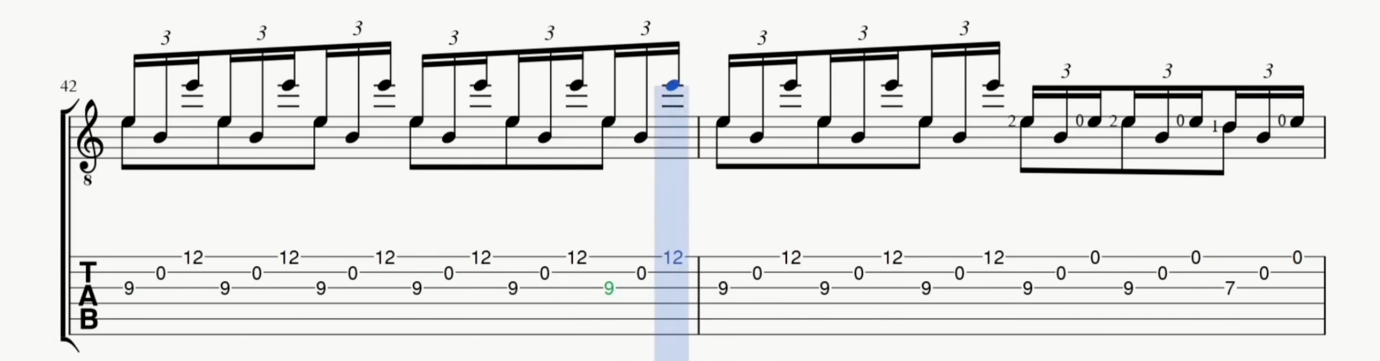 3 3 3 3 3 3 3 3 3
42
3 3 3
2 0 2 0 1 0
8
12 12 12 12 12 12 12 12 12 0 0 0
T 0 0 0 0 0 0 0 0 0 0 0 0
A 9 9 9 9 9 9 9 9 9 9 9 7
B